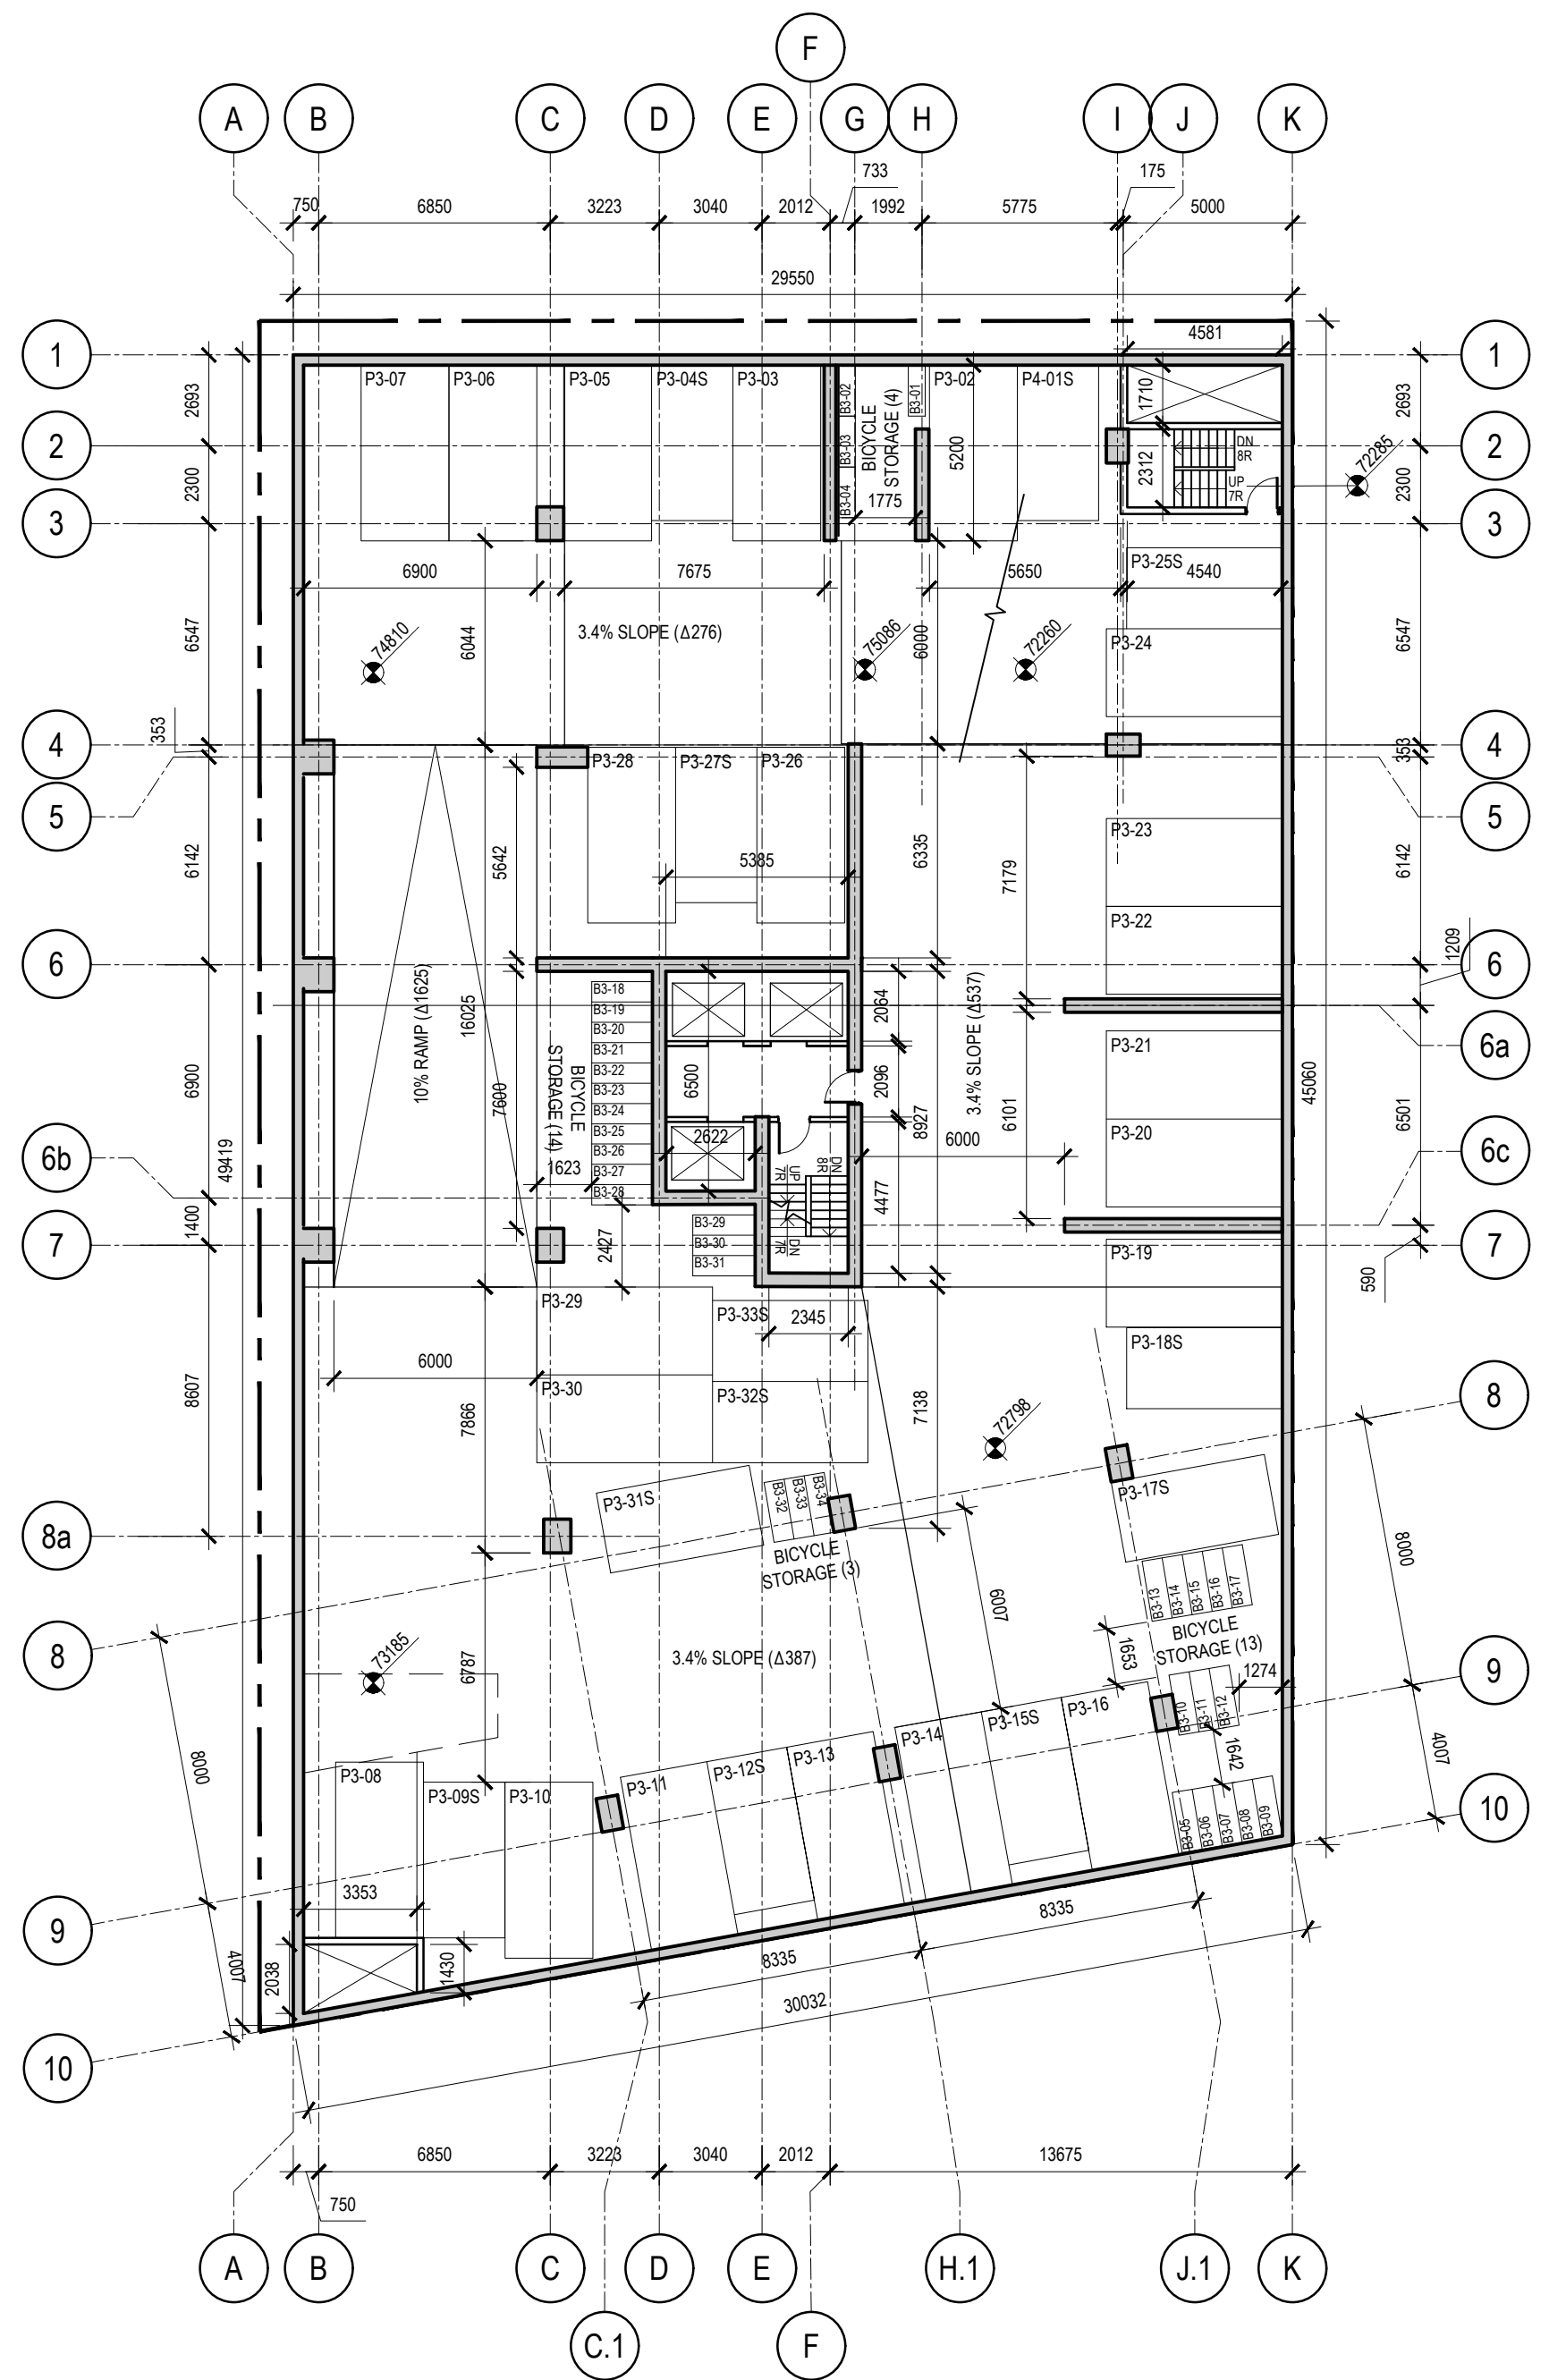 F
A
B
C
D
E
G
H
I
J
K
733
175
750
6850
3223
3040
2012
1992
5775
5000
29550
4581
1
1
2693
P3-07
P3-06
P3-05
P3-04S
P3-03
B3-02
B3-03
B3-04
BICYCLE
STORAGE (4)
B3-01
P3-02
P4-01S
1710
2693
2
2
5200
2312
DN
8R
UP
7R
72285
2300
1775
2300
3
3
6900
7675
5650
P3-25S
4540
6547
6044
3.4% SLOPE (Δ276)
74810
75086
6000
72260
P3-24
6547
353
4
4
353
5
5
P3-28
P3-27S
P3-26
6142
5642
5385
6335
7179
P3-23
6142
P3-22
6
6
1209
10% RAMP (Δ1625)
16025
7600
BICYCLE
STORAGE (14)
B3-18
B3-19
B3-20
B3-21
B3-22
B3-23
B3-24
B3-25
B3-26
B3-27
B3-28
6500
2064
2096
8927
3.4% SLOPE (Δ537)
6101
P3-21
6a
45060
6900
6501
49419
P3-20
2622
6000
6b
6c
1623
UP
7R
DN
8R
4477
1400
7
7
2427
B3-29
B3-30
B3-31
DN
7R
P3-19
590
P3-29
P3-33S
2345
P3-18S
6000
P3-30
P3-32S
8
8607
7866
7138
72798
P3-31S
B3-32
B3-33
B3-34
P3-17S
8a
BICYCLE
STORAGE (3)
8000
B3-13
B3-14
B3-15
B3-16
B3-17
6007
BICYCLE
STORAGE (13)
1653
1274
8
9
73185
6787
3.4% SLOPE (Δ387)
B3-10
B3-11
B3-12
1642
4007
8000
P3-08
P3-09S
P3-10
P3-11
P3-12S
P3-13
P3-14
P3-15S
P3-16
B3-05
B3-06
B3-07
B3-08
B3-09
10
3353
9
8335
4007
2038
1430
8335
30032
10
6850
3223
3040
2012
13675
750
A
B
C
D
E
H.1
J.1
K
C.1
F